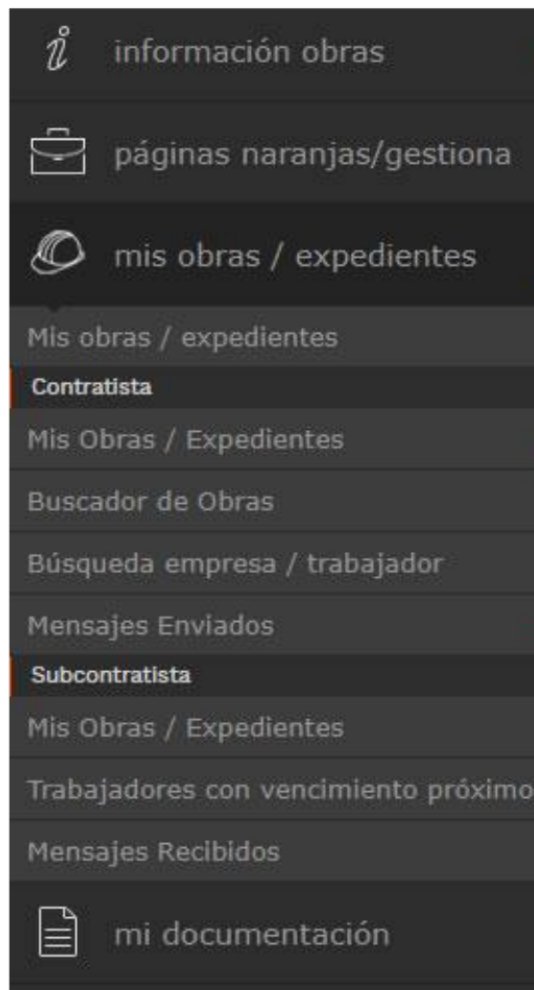 información obras
páginas naranjas/gestiona
mis obras / expedientes
Mis obras / expedientes
Contratista
Mis Obras / Expedientes
Buscador de Obras
Búsqueda empresa / trabajador
Mensajes Enviados
Subcontratista
Mis Obras / Expedientes
Trabajadores con vencimiento próximo
Mensajes Recibidos
mi documentación